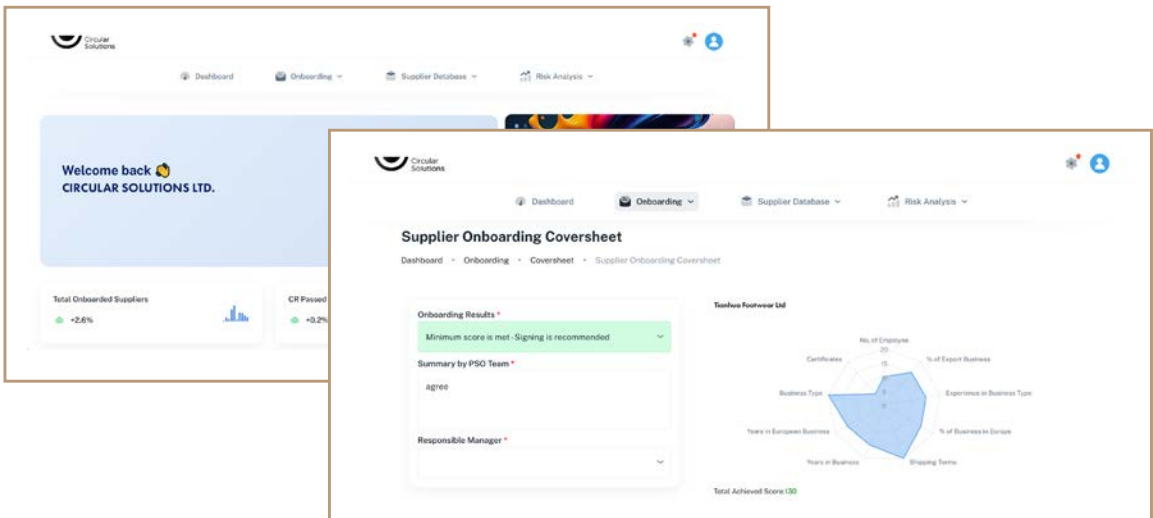 Circular
Solutions
Dashboard
Onboarding
Supplier Database
Risk Analysis
Welcome back
CIRCULAR SOLUTIONS LTD.
Total Onboarded Suppliers
+2.6%
CR Passed
+0.2%
Circular
Solutions
Dashboard
Onboarding
Supplier Database
Risk Analysis
Supplier Onboarding Coversheet
Dashboard - Onboarding - Coversheet - Supplier Onboarding Coversheet
Onboarding Results *
Minimum score is met - Signing is recommended
Summary by PSO Team *
agree
Responsible Manager *
Tianhua Footwear Ltd
No. of Employee
20
15
10
5
0
Certificates
% of Export Business
Business Type
Experience in Business Type
Years in European Business
% of Business in Europe
Years in Business
Shipping Terms
Total Achieved Score:130